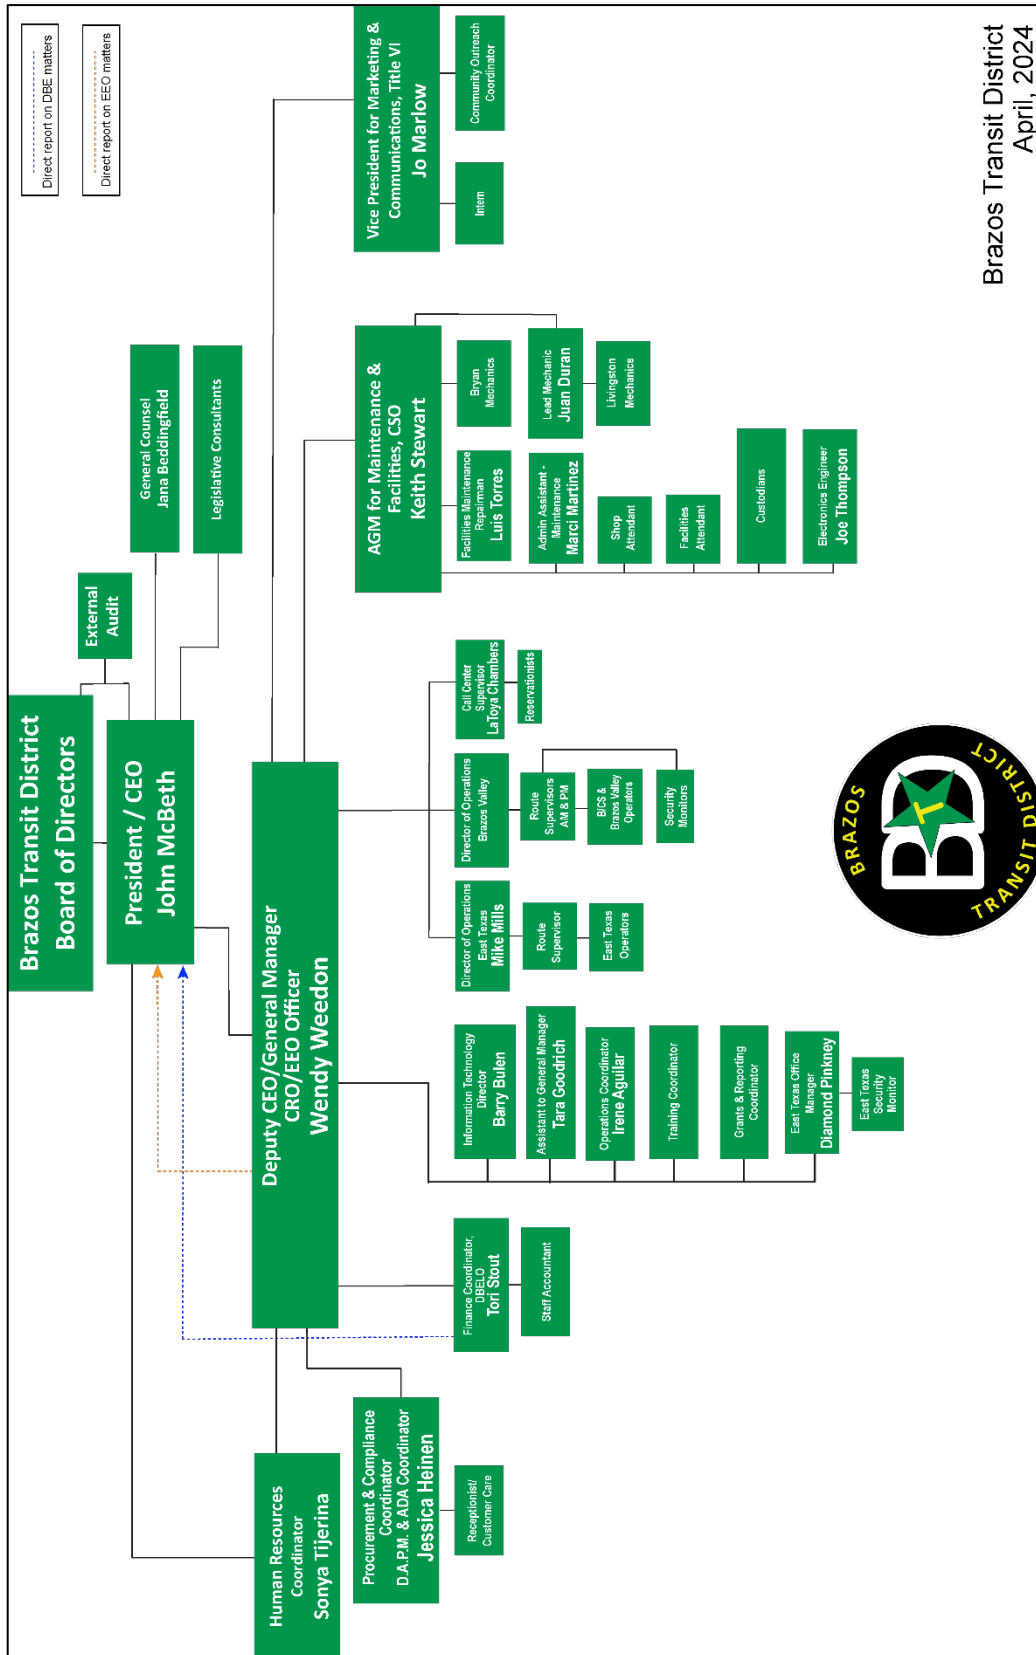 Brazos Transit District
Board of Directors
External
Audit
President / CEO
John McBeth
General Counsel
Jana Beddingfield
Legislative Consultants
Direct report on DBE matters
Direct report on EEO matters
Human Resources
Coordinator
Sonya Tijerina
Deputy CEO/General Manager
CRO/EEO Officer
Wendy Weedon
Procurement & Compliance
Coordinator
D.A.P.M. & ADA Coordinator
Jessica Heinen
Receptionist/
Customer Care
Finance Coordinator,
DBELO
Tori Stout
Staff Accountant
Information Technology
Director
Barry Bulen
Assistant to General Manager
Tara Goodrich
Operations Coordinator
Irene Aguilar
Training Coordinator
Grants & Reporting
Coordinator
East Texas Office
Manager
Diamond Pinkney
East Texas
Security
Monitor
Director of Operations
East Texas
Mike Mills
Route
Supervisor
East Texas
Operators
Director of Operations
Brazos Valley
Route
Supervisors
AM & PM
B/CS &
Brazos Valley
Operators
Security
Monitors
Call Center
Supervisor
LaToya Chambers
Reservationists
AGM for Maintenance &
Facilities, CSO
Keith Stewart
Facilities Maintenance
Repairman
Luis Torres
Admin Assistant -
Maintenance
Marci Martinez
Shop
Attendant
Facilities
Attendant
Custodians
Electronics Engineer
Joe Thompson
Bryan
Mechanics
Lead Mechanic
Juan Duran
Livingston
Mechanics
Vice President for Marketing &
Communications, Title VI
Jo Marlow
Intern
Community Outreach
Coordinator
BRAZOS
BTD
TRANSIT DISTRICT
Brazos Transit District
April, 2024